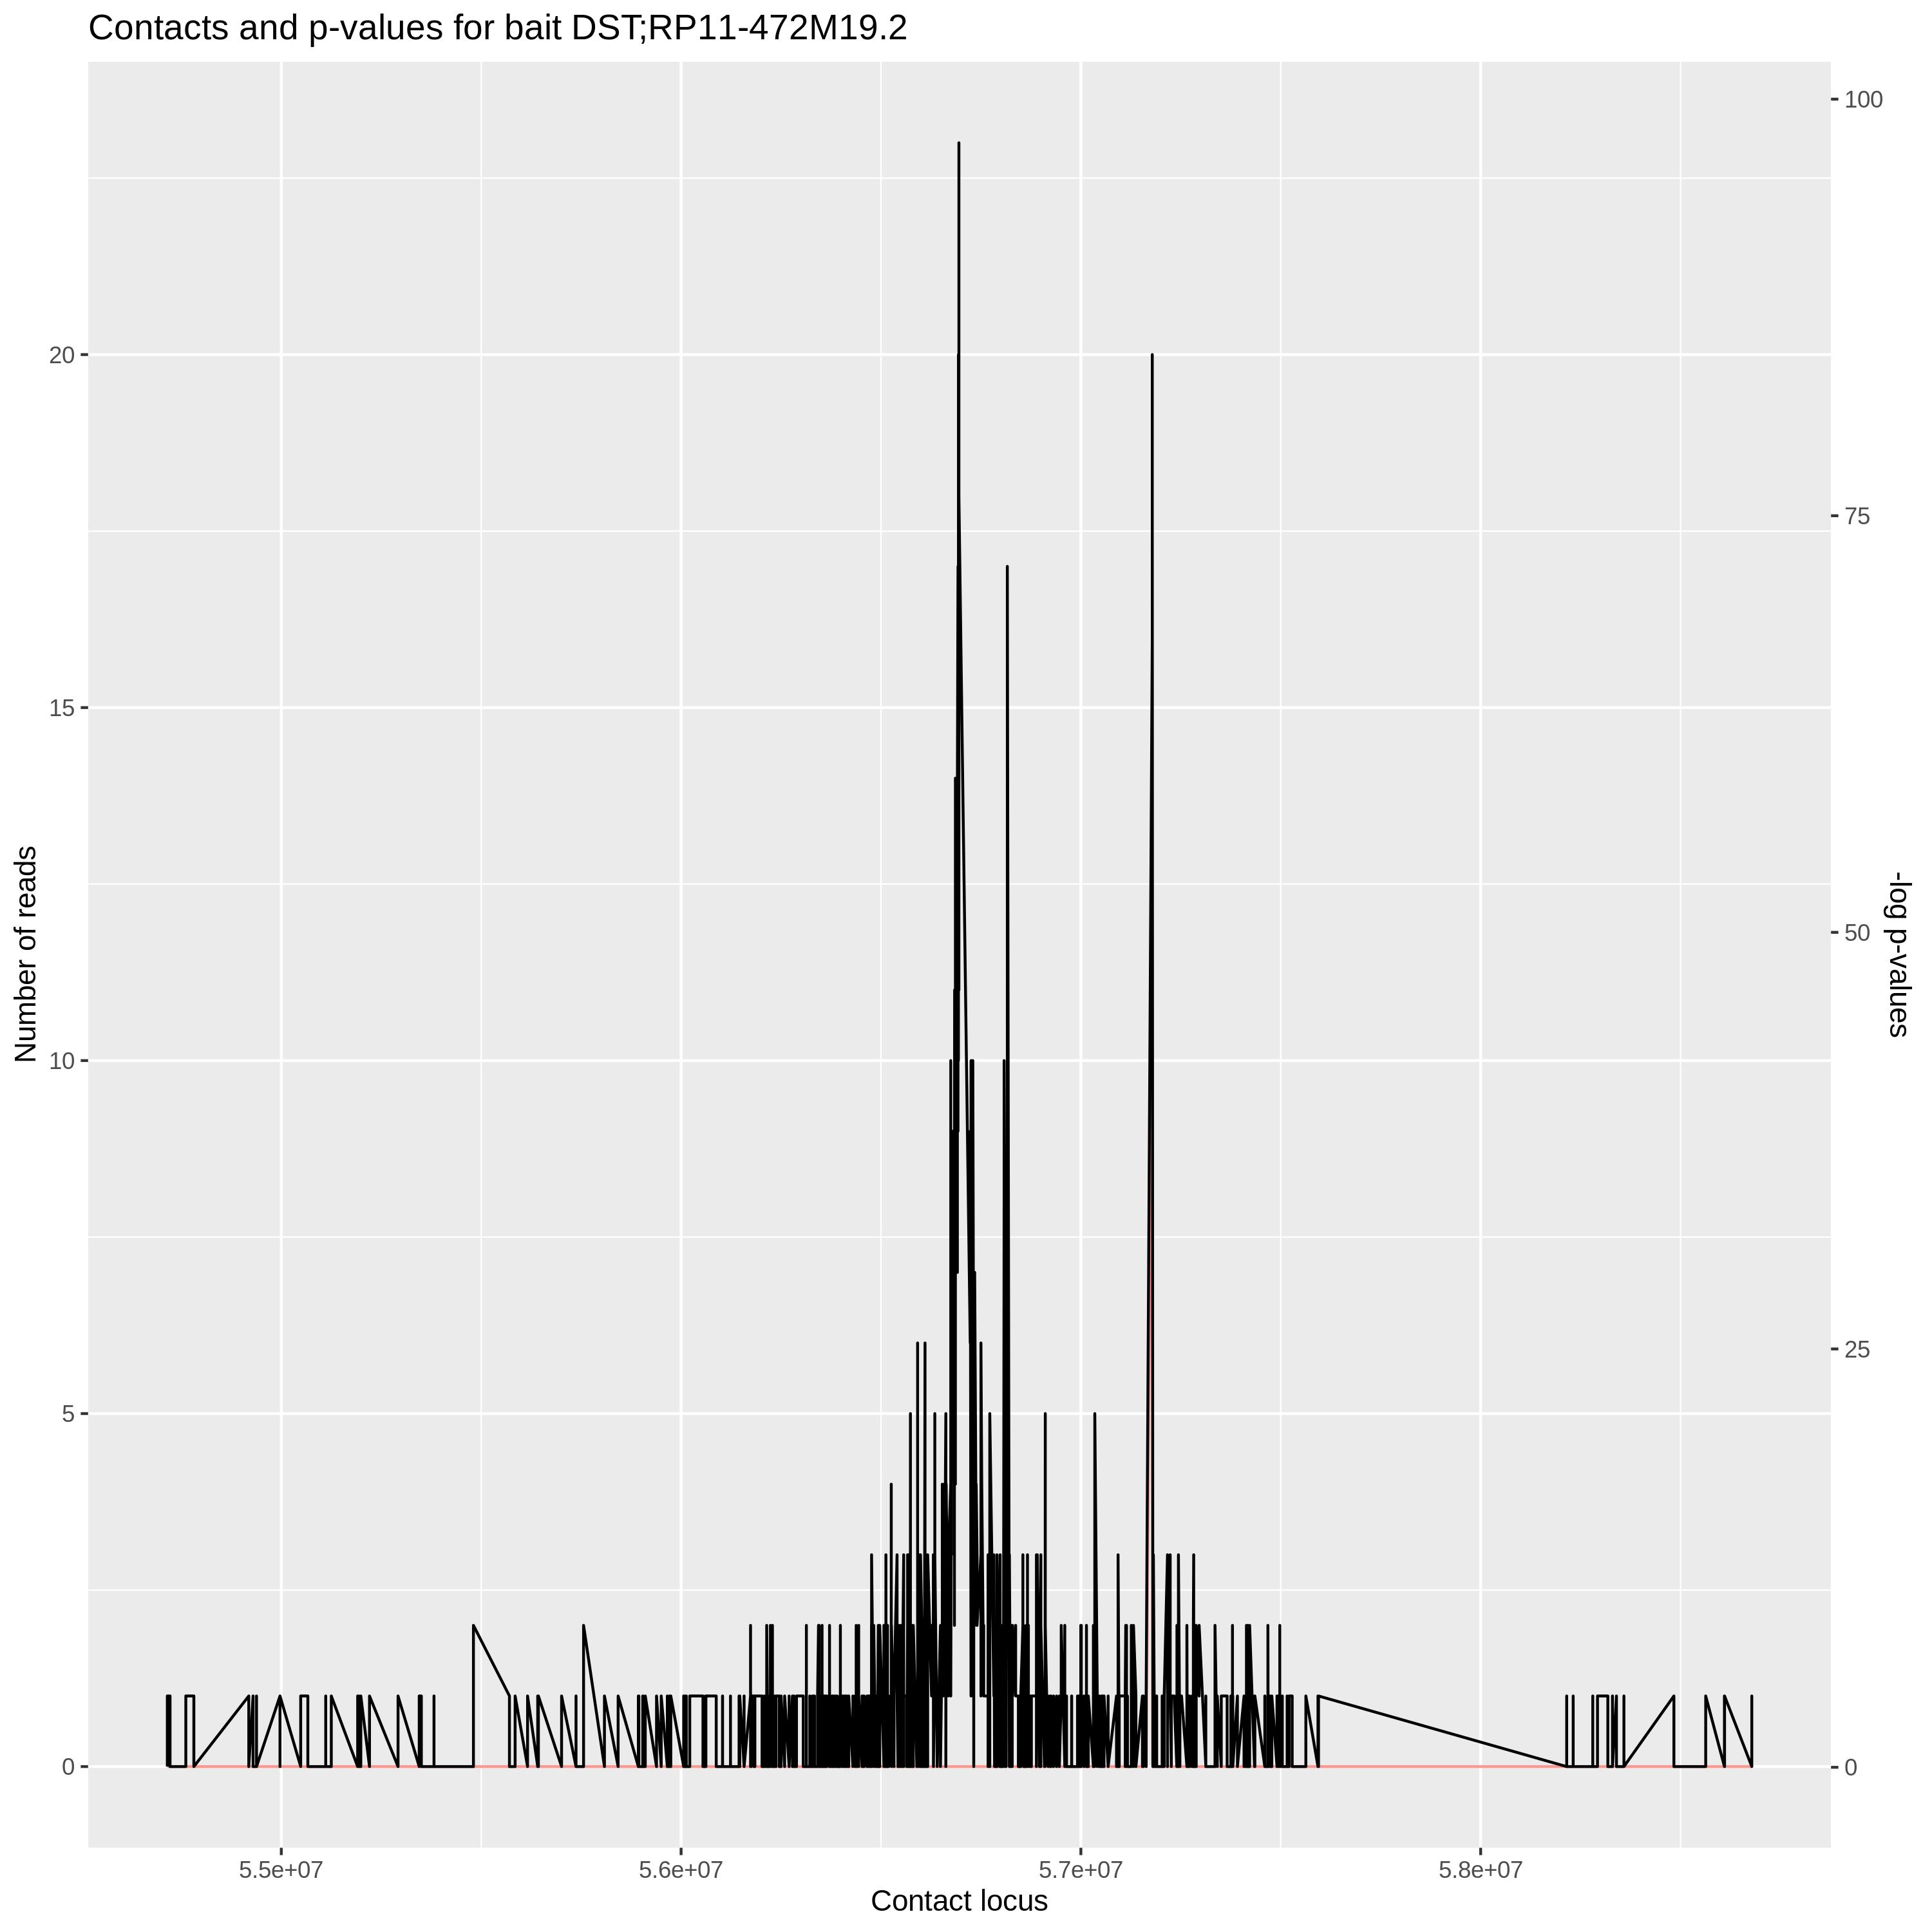 Contacts and p-values for bait DST;RP11-472M19.2
Number of reads
20
15
10
5
0
100
75
50
25
0
-log p-values
5.5e+07 5.6e+07 5.7e+07 5.8e+07
Contact locus